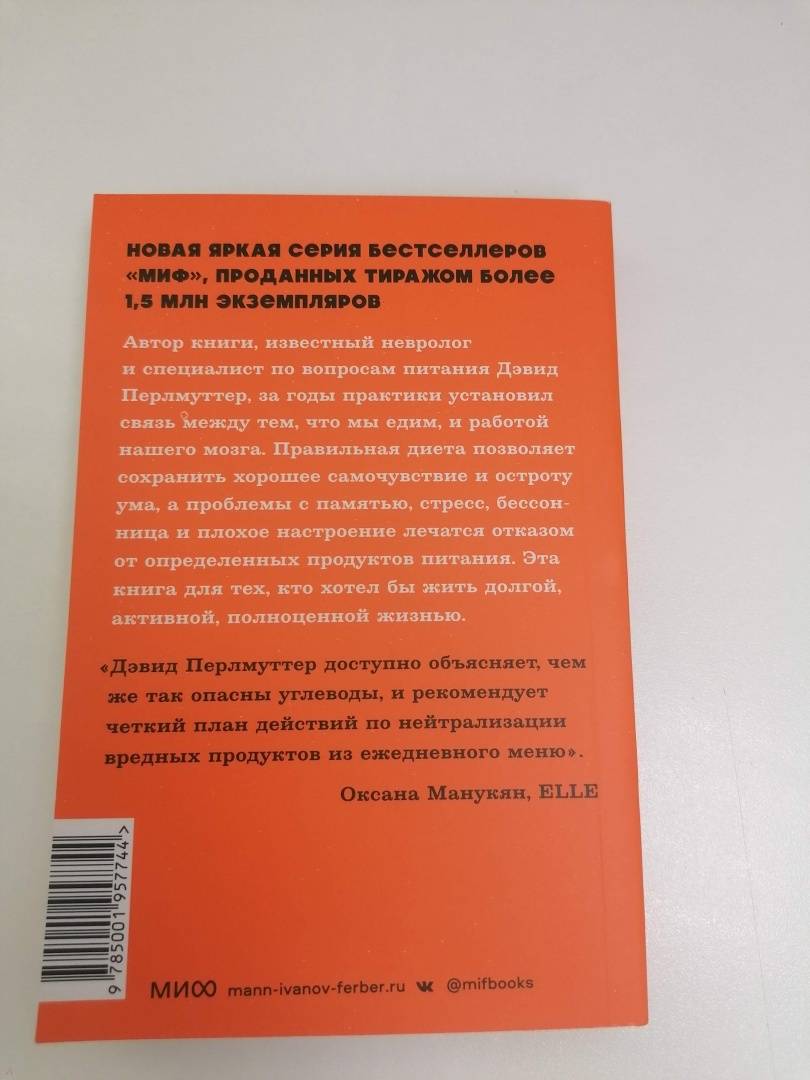 НОВАЯ ЯРКАЯ СЕРИЯ БЕСТСЕЛЛЕРОВ
«МИФ», ПРОДАННЫХ ТИРАЖОМ БОЛЕЕ
1,5 МЛН ЭКЗЕМПЛЯРОВ
Автор книги, известный невролог
и специалист по вопросам питания Дэвид
Перлмуттер, за годы практики установил
связь между тем, что мы едим, и работой
нашего мозга. Правильная диета позволяет
сохранить хорошее самочувствие и остроту
ума, а проблемы с памятью, стресс, бессон-
ница и плохое настроение лечатся отказом
от определенных продуктов питания. Эта
книга для тех, кто хотел бы жить долгой,
активной, полноценной жизнью.
«Дэвид Перлмуттер доступно объясняет, чем
же так опасны углеводы, и рекомендует
четкий план действий по нейтрализации
вредных продуктов из ежедневного меню».
Оксана Манукян, ELLE
9 785001 957744 >
МИФ mann-ivanov-ferber.ru @mifbooks